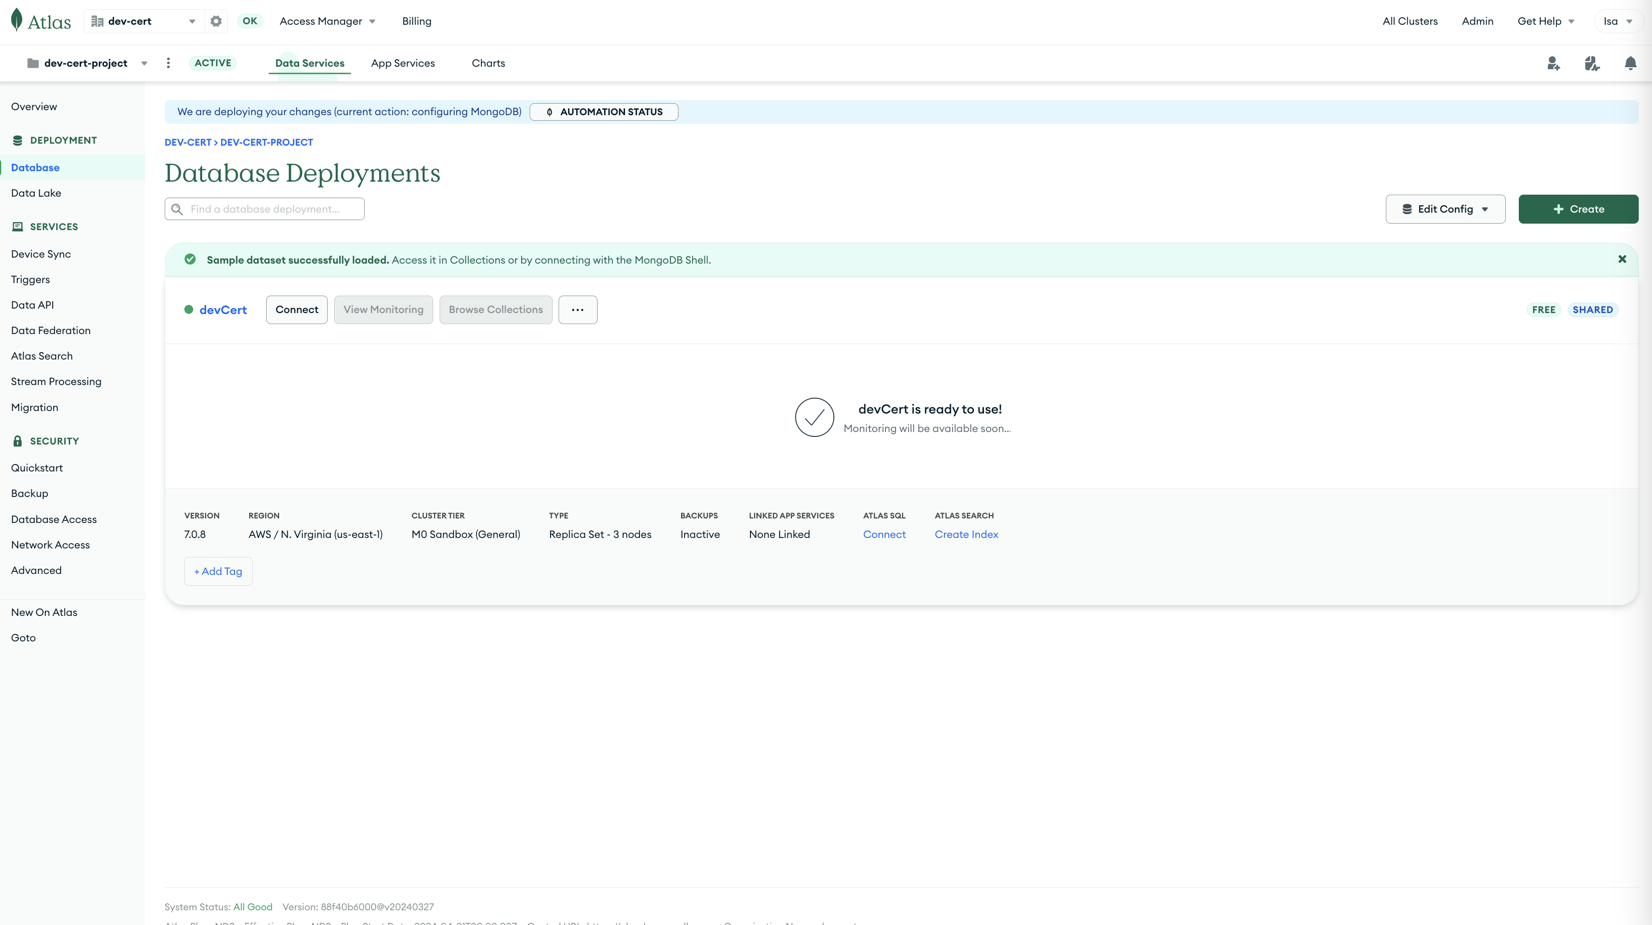 Atlas
dev-cert
OK
Access Manager
Billing
All Clusters
Admin
Get Help
Isa
dev-cert-project
ACTIVE
Data Services
App Services
Charts
Overview
DEPLOYMENT
Database
Data Lake
SERVICES
Device Sync
Triggers
Data API
Data Federation
Atlas Search
Stream Processing
Migration
SECURITY
Quickstart
Backup
Database Access
Network Access
Advanced
New On Atlas
Goto
We are deploying your changes (current action: configuring MongoDB)
AUTOMATION STATUS
DEV-CERT > DEV-CERT-PROJECT
Database Deployments
Find a database deployment...
Edit Config
+ Create
Sample dataset successfully loaded. Access it in Collections or by connecting with the MongoDB Shell.
devCert
Connect
View Monitoring
Browse Collections
...
FREE
SHARED
devCert is ready to use!
Monitoring will be available soon...
VERSION
7.0.8
REGION
AWS / N. Virginia (us-east-1)
CLUSTER TIER
M0 Sandbox (General)
TYPE
Replica Set - 3 nodes
BACKUPS
Inactive
LINKED APP SERVICES
None Linked
ATLAS SQL
Connect
ATLAS SEARCH
Create Index
+ Add Tag
System Status: All Good Version: 88f40b6000@v20240327